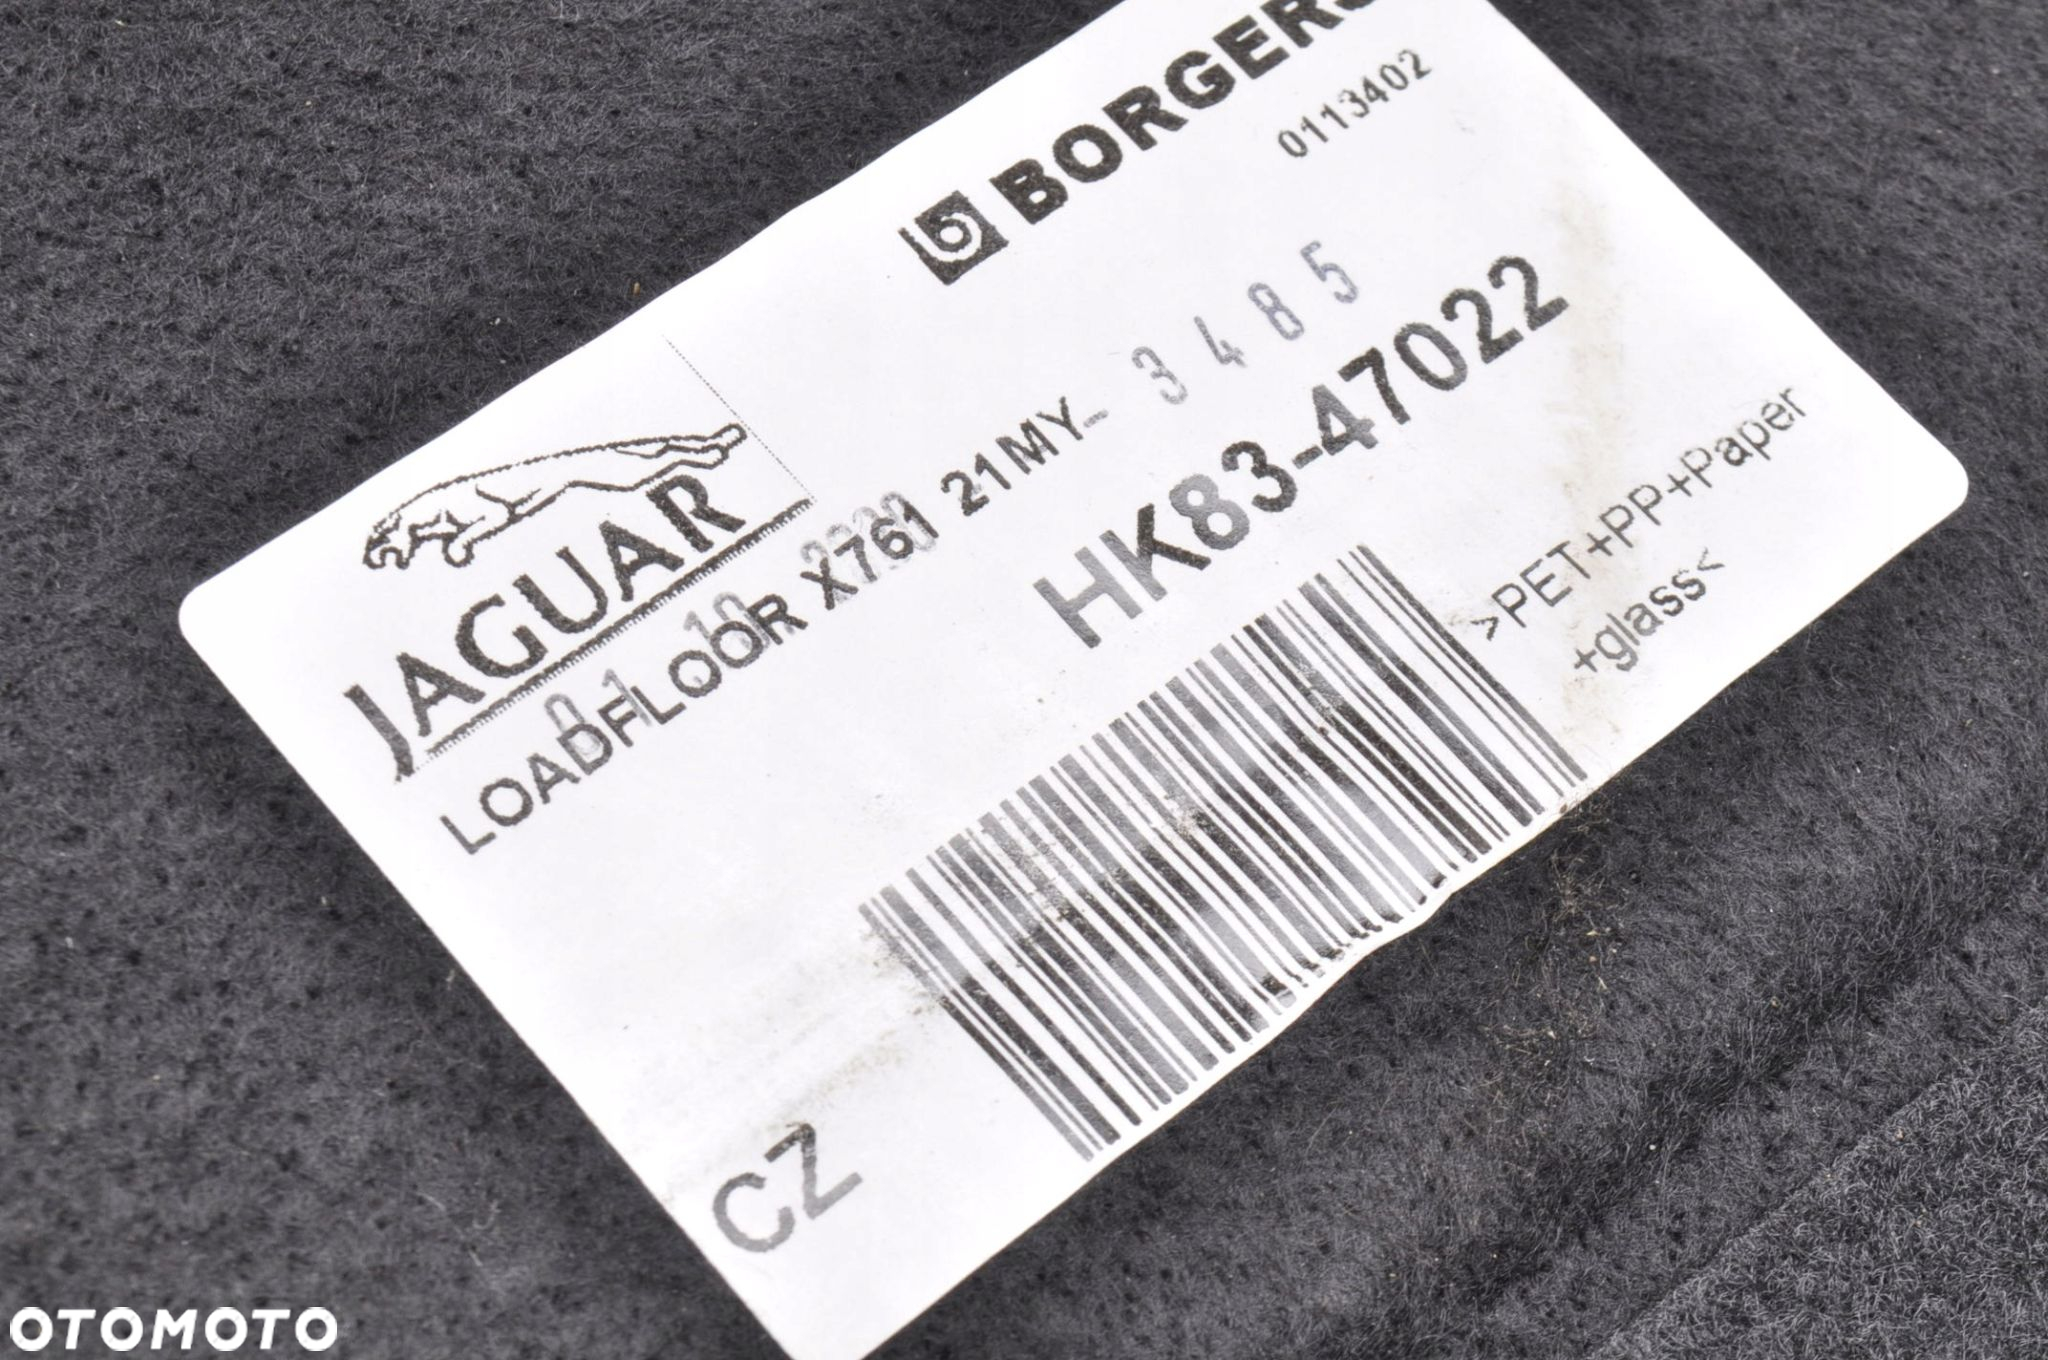 BORGERS
0113402
JAGUAR
LOADFLOOR X761 21MY
- 3485
HK83-47022
>PET+PP+Paper
+glass<
CZ
OTOMOTO